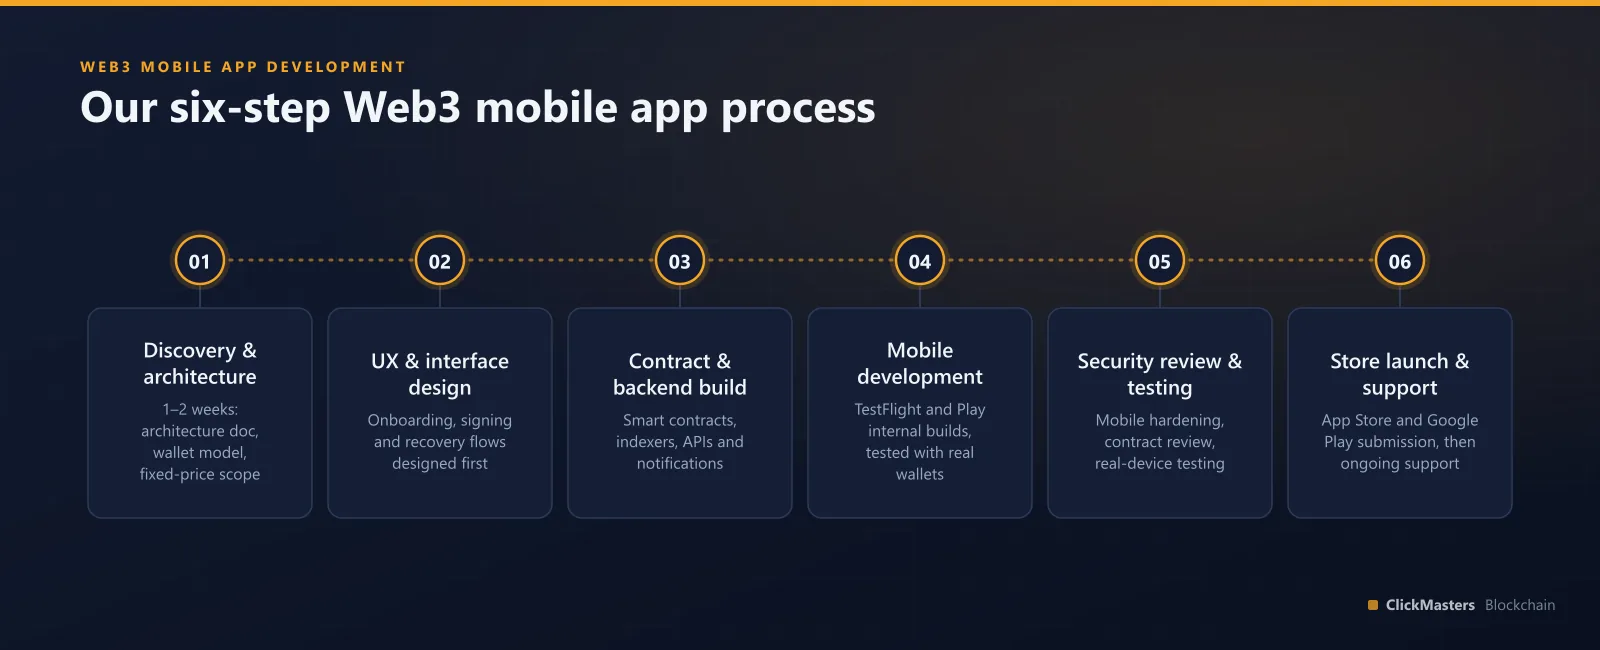 WEB3 MOBILE APP DEVELOPMENT
Our six-step Web3 mobile app process
01
Discovery &
architecture
1–2 weeks:
architecture doc,
wallet model,
fixed-price scope
02
UX & interface
design
Onboarding, signing
and recovery flows
designed first
03
Contract &
backend build
Smart contracts,
indexers, APIs and
notifications
04
Mobile
development
TestFlight and Play
internal builds,
tested with real
wallets
05
Security review &
testing
Mobile hardening,
contract review,
real-device testing
06
Store launch &
support
App Store and Google
Play submission, then
ongoing support
ClickMasters Blockchain